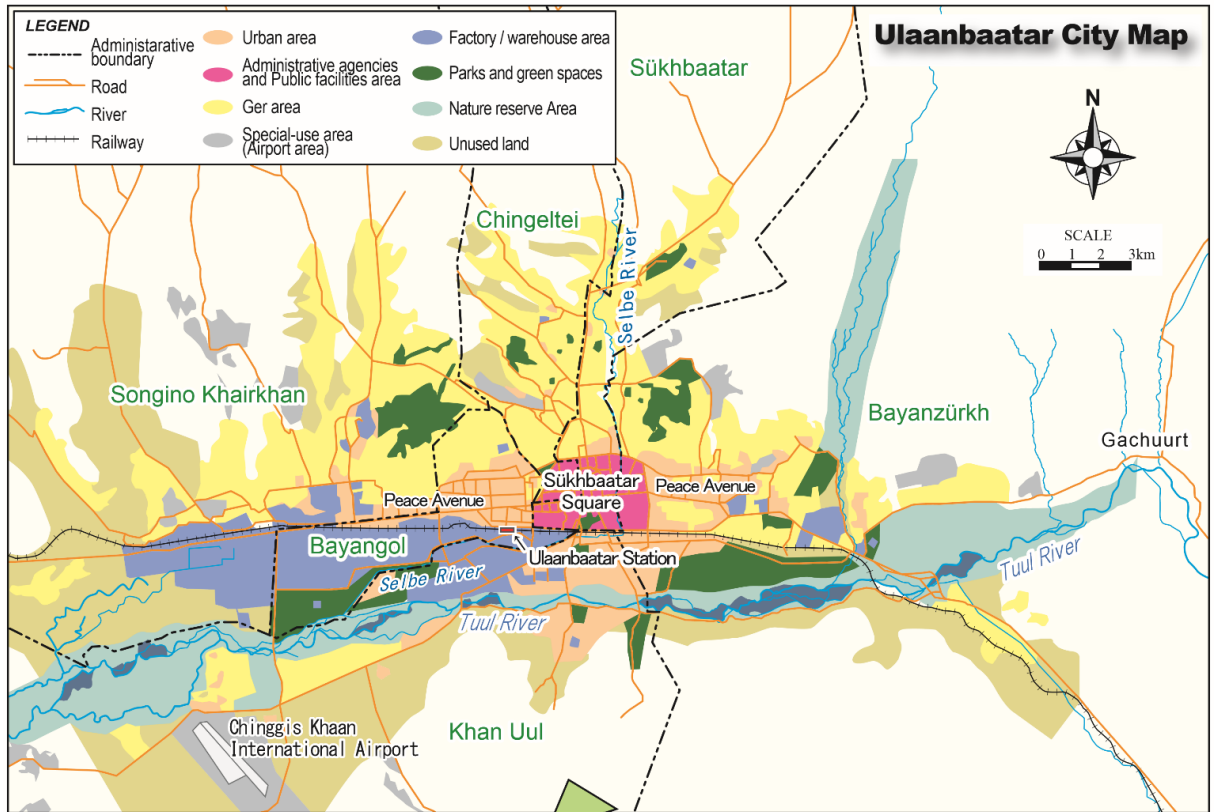 LEGEND
Administarative
boundary
Road
River
Railway
Urban area
Administrative agencies
and Public facilities area
Ger area
Special-use area
(Airport area)
Factory / warehouse area
Parks and green spaces
Nature reserve Area
Unused land
Ulaanbaatar City Map
N
SCALE
0 1 2 3km
Sükhbaatar
Chingeltei
Selbe River
Songino Khairkhan
Bayanzürkh
Gachuurt
Peace Avenue
Sükhbaatar
Square
Peace Avenue
Bayangol
Ulaanbaatar Station
Selbe River
Tuul River
Tuul River
Chinggis Khaan
International Airport
Khan Uul